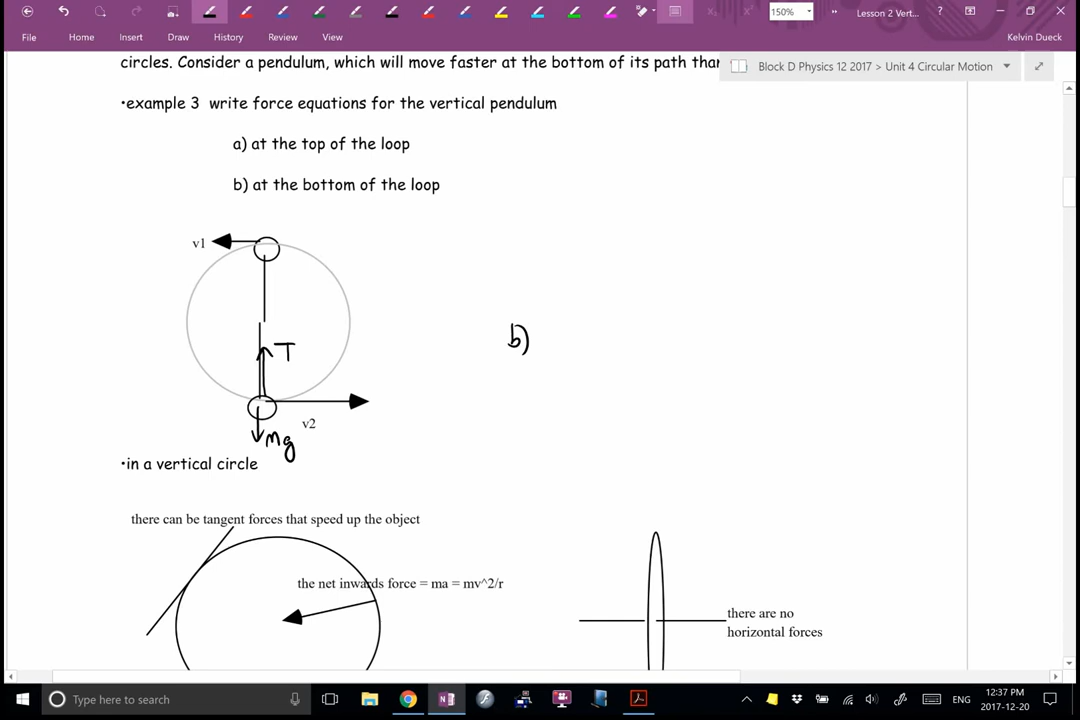 150%
Lesson 2 Vert...
?
File
Home
Insert
Draw
History
Review
View
Kelvin Dueck
circles. Consider a pendulum, which will move faster at the bottom of its path than
Block D Physics 12 2017 > Unit 4 Circular Motion
•example 3 write force equations for the vertical pendulum
a) at the top of the loop
b) at the bottom of the loop
v1
T
b)
v2
mg
•in a vertical circle
there can be tangent forces that speed up the object
the net inwards force = ma = mv^2/r
there are no
horizontal forces
Type here to search
ENG
12:37 PM
2017-12-20